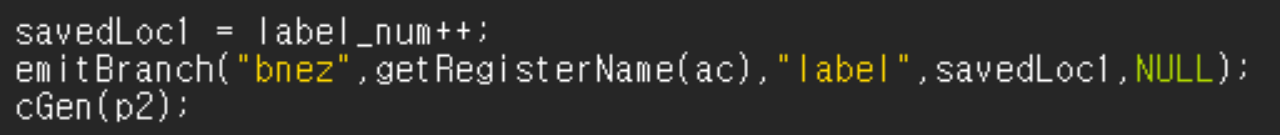 savedLoc1 = label_num++;
emitBranch("bnez",getRegisterName(ac),"label",savedLoc1,NULL);
cGen(p2);